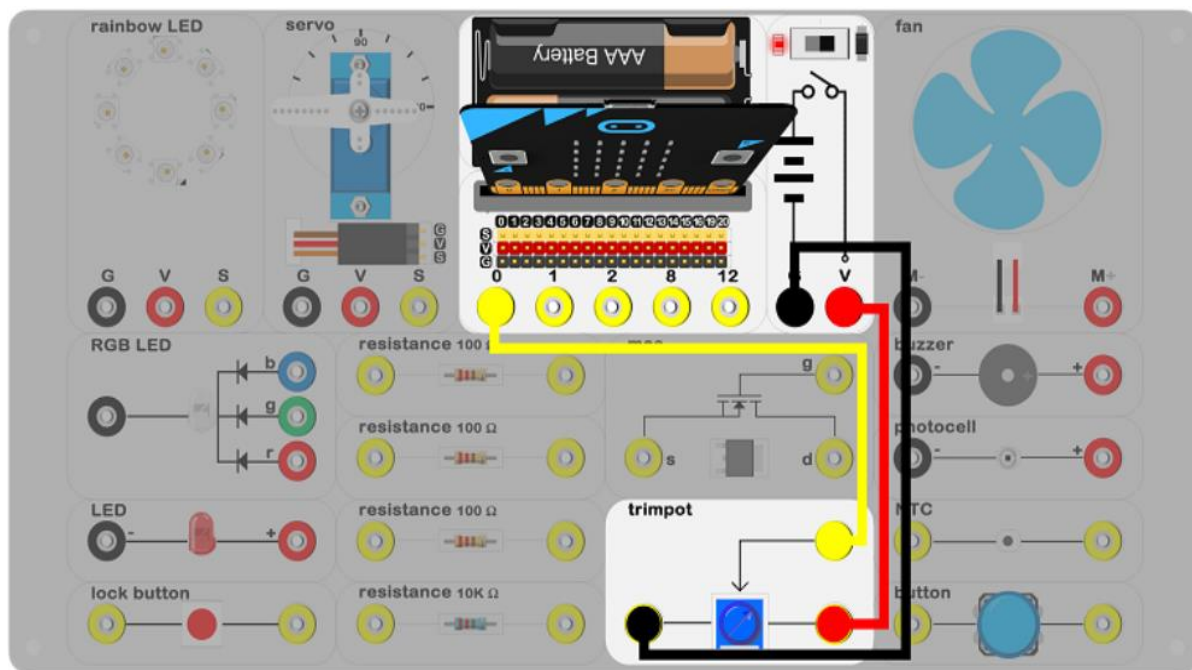 rainbow LED
servo
90
0
AAA Battery
fan
0 1 2 3 4 5 6 7 8 9 10 11 12 13 14 15 16 19 20
S
V
G
G
V
S
G V S
G V S
0 1 2 8 12
G V
M- M+
RGB LED
b
g
r
resistance 100 Ω
resistance 100 Ω
g
s
d
buzzer
- +
photocell
- +
LED
- +
resistance 100 Ω
trimpot
NTC
lock button
resistance 10K Ω
button